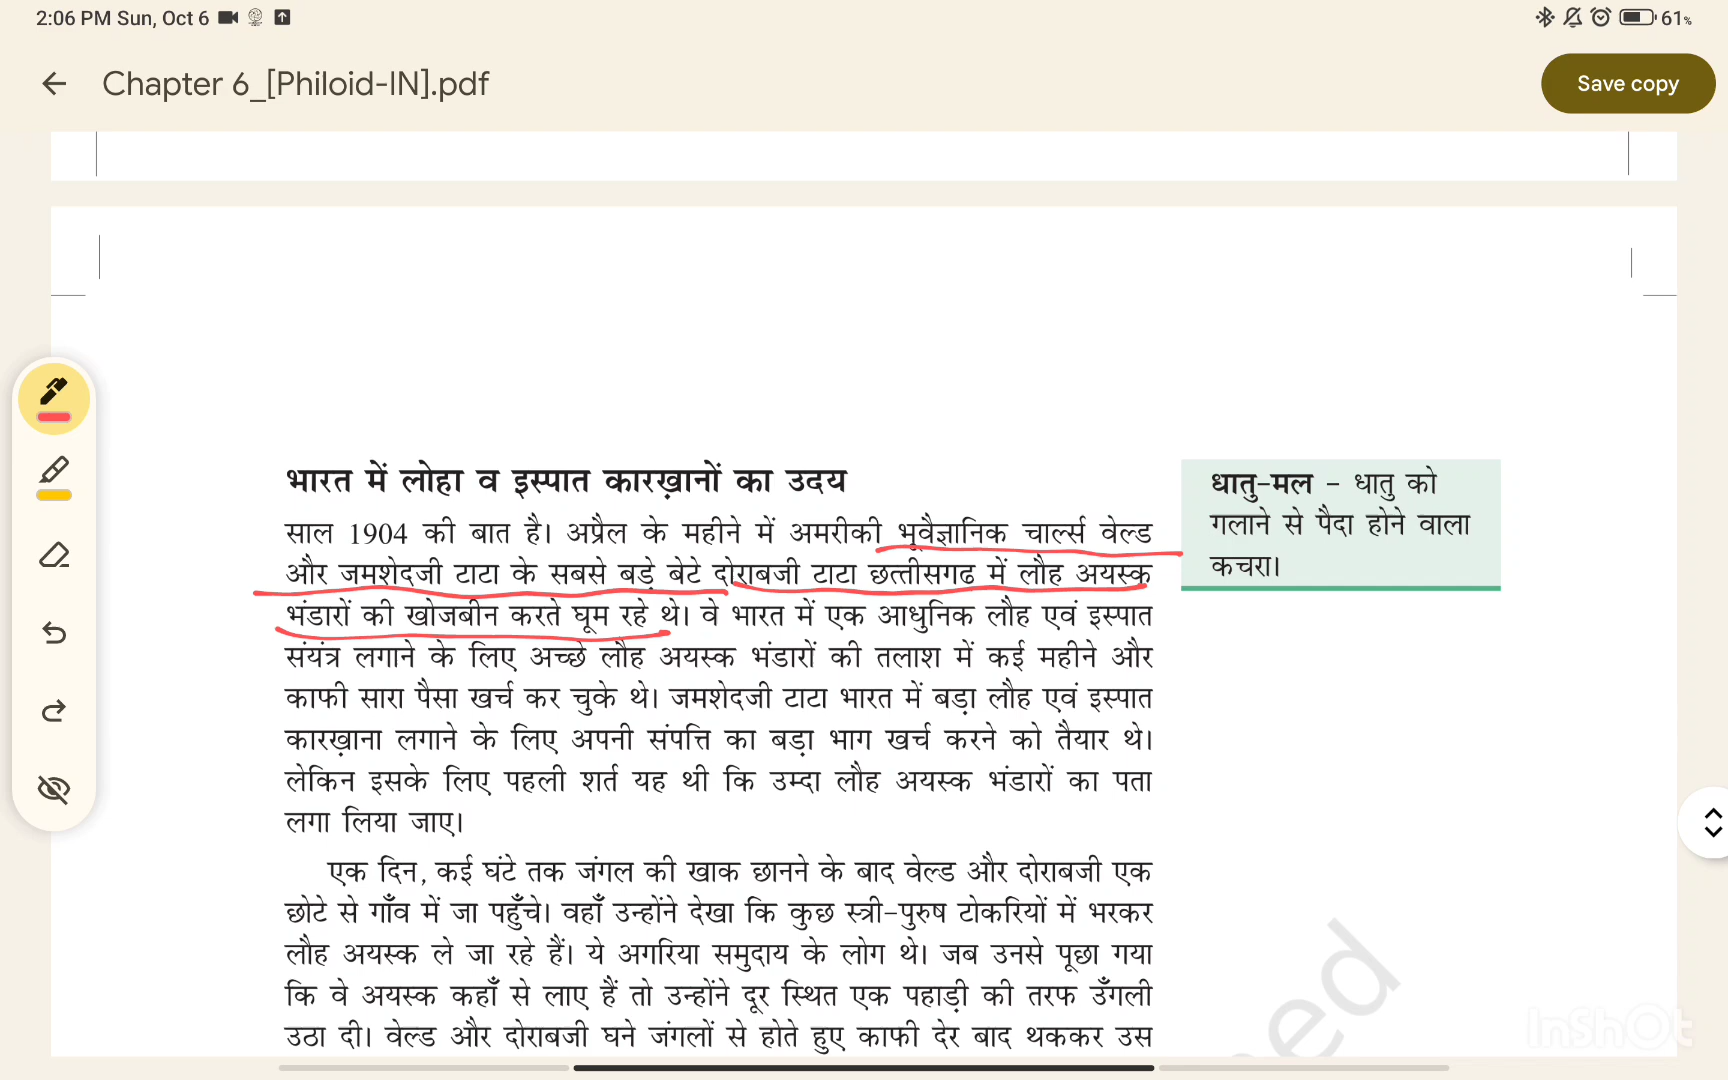 2:06 PM Sun, Oct 6
61%
Chapter 6_[Philoid-IN].pdf
Save copy
भारत में लोहा व इस्पात कारख़ानों का उदय
साल 1904 की बात है। अप्रैल के महीने में अमरीकी भूवैज्ञानिक चार्ल्स वेल्ड
और जमशेदजी टाटा के सबसे बड़े बेटे दोराबजी टाटा छत्तीसगढ में लौह अयस्क
भंडारों की खोजबीन करते घूम रहे थे। वे भारत में एक आधुनिक लौह एवं इस्पात
संयंत्र लगाने के लिए अच्छे लौह अयस्क भंडारों की तलाश में कई महीने और
काफी सारा पैसा खर्च कर चुके थे। जमशेदजी टाटा भारत में बड़ा लौह एवं इस्पात
कारख़ाना लगाने के लिए अपनी संपत्ति का बड़ा भाग खर्च करने को तैयार थे।
लेकिन इसके लिए पहली शर्त यह थी कि उम्दा लौह अयस्क भंडारों का पता
लगा लिया जाए।
एक दिन, कई घंटे तक जंगल की खाक छानने के बाद वेल्ड और दोराबजी एक
छोटे से गाँव में जा पहुँचे। वहाँ उन्होंने देखा कि कुछ स्त्री-पुरुष टोकरियों में भरकर
लौह अयस्क ले जा रहे हैं। ये अगरिया समुदाय के लोग थे। जब उनसे पूछा गया
कि वे अयस्क कहाँ से लाए हैं तो उन्होंने दूर स्थित एक पहाड़ी की तरफ उँगली
उठा दी। वेल्ड और दोराबजी घने जंगलों से होते हुए काफी देर बाद थककर उस
धातु-मल - धातु को
गलाने से पैदा होने वाला
कचरा।
ed
InShOt